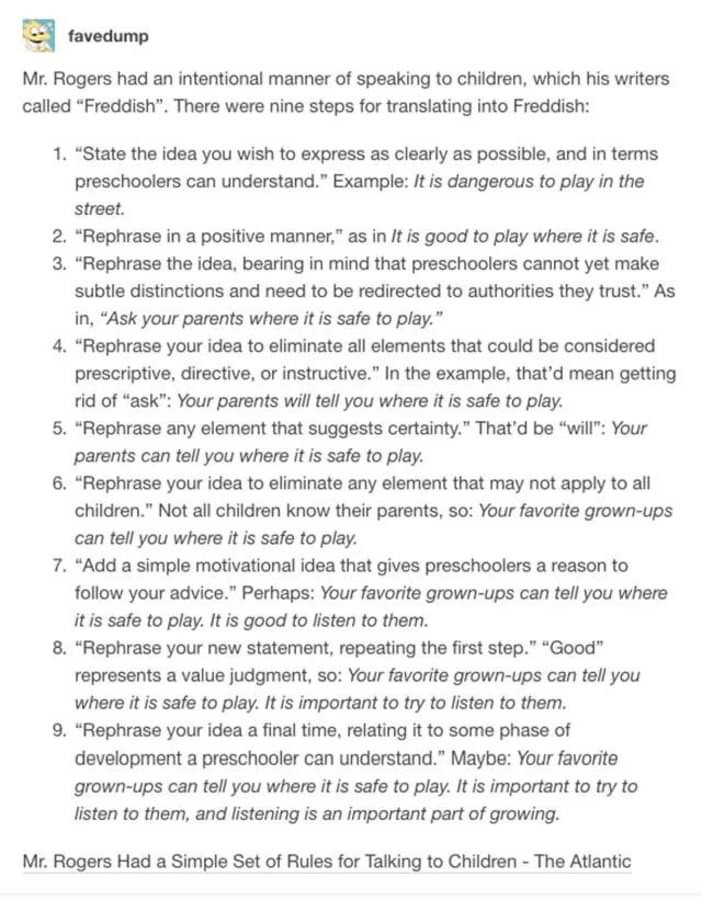 favedump
Mr. Rogers had an intentional manner of speaking to children, which his writers
called “Freddish”. There were nine steps for translating into Freddish:
1. “State the idea you wish to express as clearly as possible, and in terms
preschoolers can understand.” Example: It is dangerous to play in the
street.
2. “Rephrase in a positive manner,” as in It is good to play where it is safe.
3. “Rephrase the idea, bearing in mind that preschoolers cannot yet make
subtle distinctions and need to be redirected to authorities they trust.” As
in, “Ask your parents where it is safe to play.”
4. “Rephrase your idea to eliminate all elements that could be considered
prescriptive, directive, or instructive.” In the example, that’d mean getting
rid of “ask”: Your parents will tell you where it is safe to play.
5. “Rephrase any element that suggests certainty.” That’d be “will”: Your
parents can tell you where it is safe to play.
6. “Rephrase your idea to eliminate any element that may not apply to all
children.” Not all children know their parents, so: Your favorite grown-ups
can tell you where it is safe to play.
7. “Add a simple motivational idea that gives preschoolers a reason to
follow your advice.” Perhaps: Your favorite grown-ups can tell you where
it is safe to play. It is good to listen to them.
8. “Rephrase your new statement, repeating the first step.” “Good”
represents a value judgment, so: Your favorite grown-ups can tell you
where it is safe to play. It is important to try to listen to them.
9. “Rephrase your idea a final time, relating it to some phase of
development a preschooler can understand.” Maybe: Your favorite
grown-ups can tell you where it is safe to play. It is important to try to
listen to them, and listening is an important part of growing.
Mr. Rogers Had a Simple Set of Rules for Talking to Children - The Atlantic